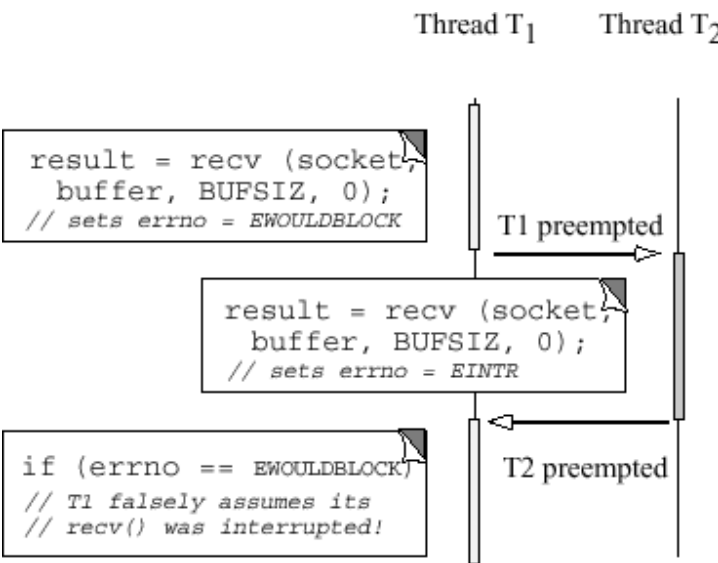 Thread T1 Thread T2
result = recv (socket,
buffer, BUFSIZ, 0);
// sets errno = EWOULDBLOCK
T1 preempted
result = recv (socket,
buffer, BUFSIZ, 0);
// sets errno = EINTR
T2 preempted
if (errno == EWOULDBLOCK)
// T1 falsely assumes its
// recv() was interrupted!